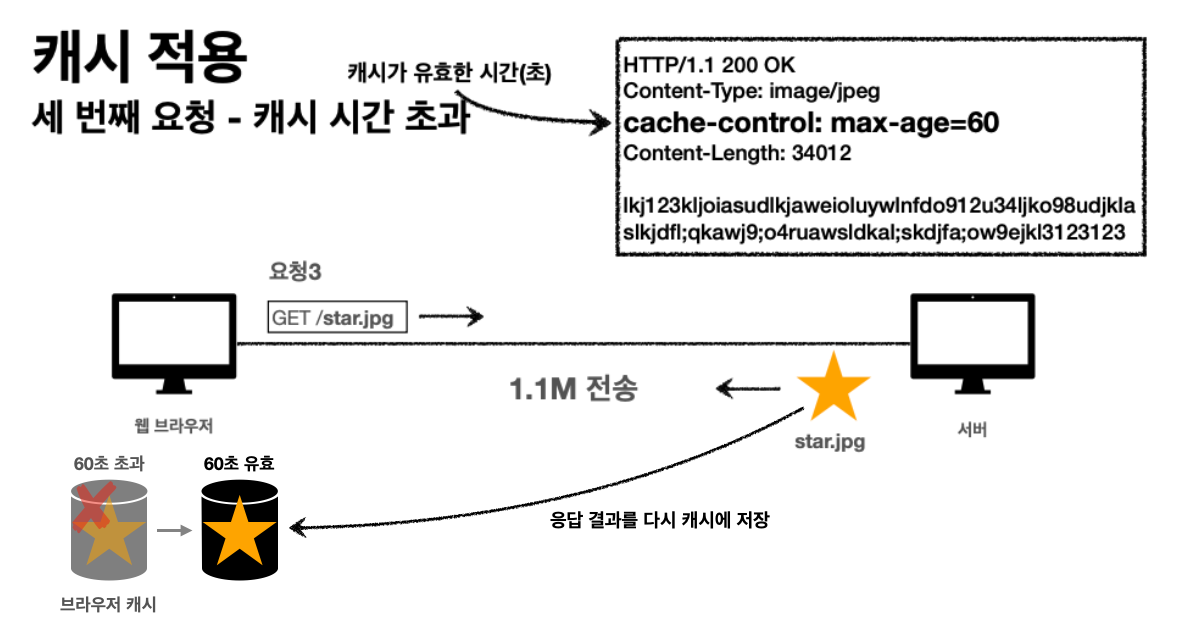 캐시 적용
세 번째 요청 - 캐시 시간 초과
캐시가 유효한 시간(초)
HTTP/1.1 200 OK
Content-Type: image/jpeg
cache-control: max-age=60
Content-Length: 34012
lkj123kljoiasudlkjaweioluywlnfdo912u34ljko98udjkla
slkjdfl;qkawj9;o4ruawsldkal;skdjfa;ow9ejkl3123123
요청3
GET /star.jpg
1.1M 전송
star.jpg
웹 브라우저
서버
60초 초과
60초 유효
응답 결과를 다시 캐시에 저장
브라우저 캐시